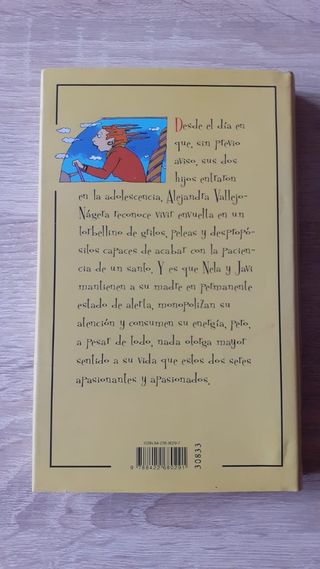 Desde el día en
que, sin previo
aviso, sus dos
hijos entraron
en la adolescencia, Alejandra Vallejo-
Nágera reconoce vivir envuelta en un
torbellino de gritos, peleas y despropó-
sitos capaces de acabar con la pacien-
cia de un santo. Y es que Nela y Javi
mantienen a su madre en permanente
estado de alerta, monopolizan su
atención y consumen su energía, pero,
a pesar de todo, nada otorga mayor
sentido a su vida que estos dos seres
apasionantes y apasionados.
9 788422 680291
30833